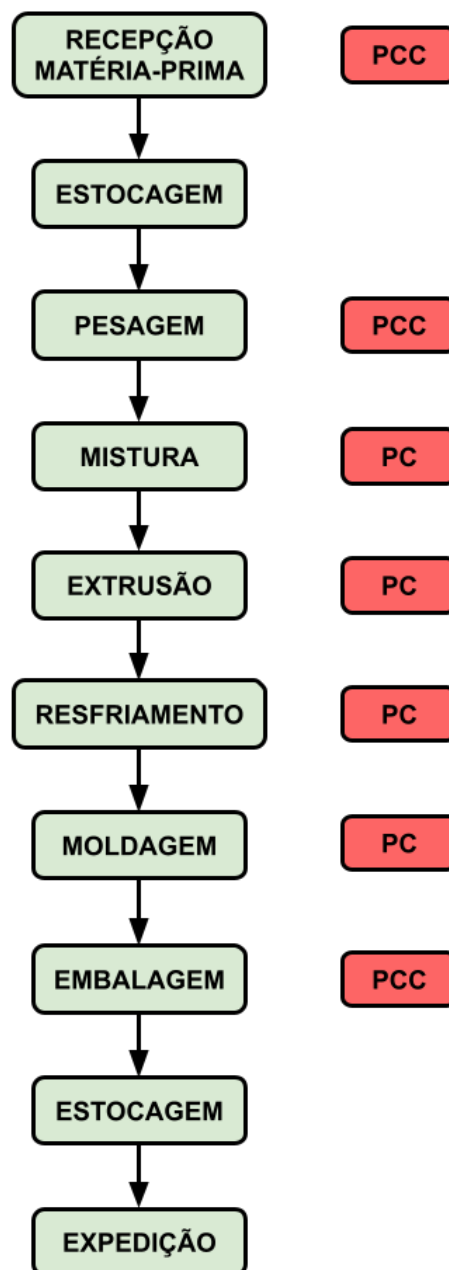 RECEPÇÃO
MATÉRIA-PRIMA
PCC
ESTOCAGEM
PESAGEM
PCC
MISTURA
PC
EXTRUSÃO
PC
RESFRIAMENTO
PC
MOLDAGEM
PC
EMBALAGEM
PCC
ESTOCAGEM
EXPEDIÇÃO